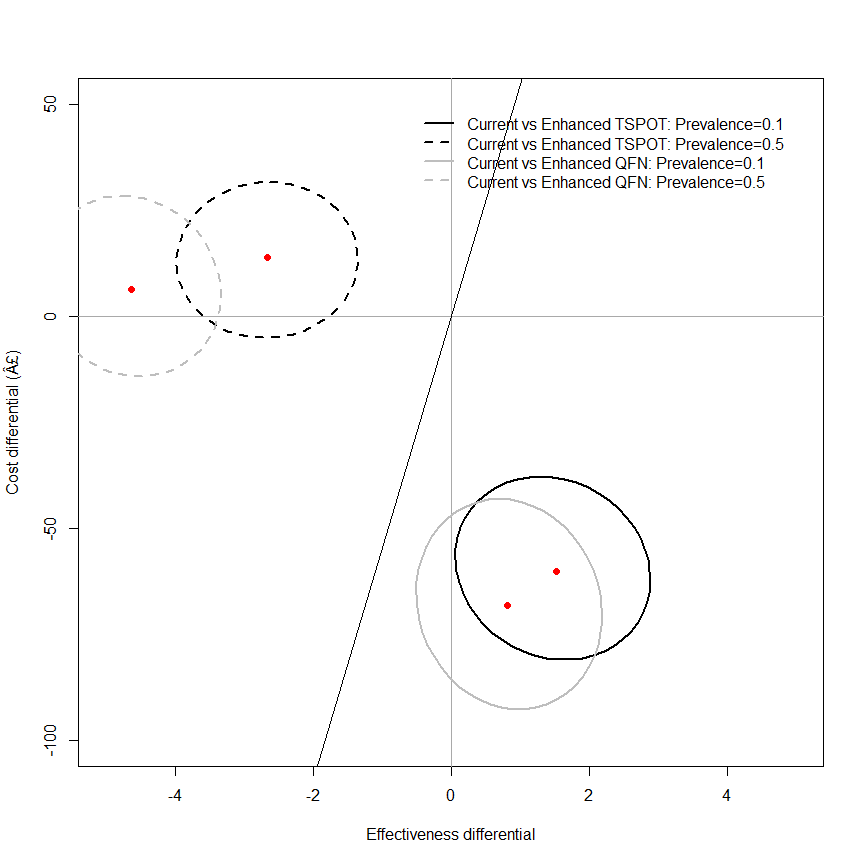 50
Current vs Enhanced TSPOT: Prevalence=0.1
Current vs Enhanced TSPOT: Prevalence=0.5
Current vs Enhanced QFN: Prevalence=0.1
Current vs Enhanced QFN: Prevalence=0.5
0
Cost differential (Â£)
-50
-100
-4
-2
0
2
4
Effectiveness differential